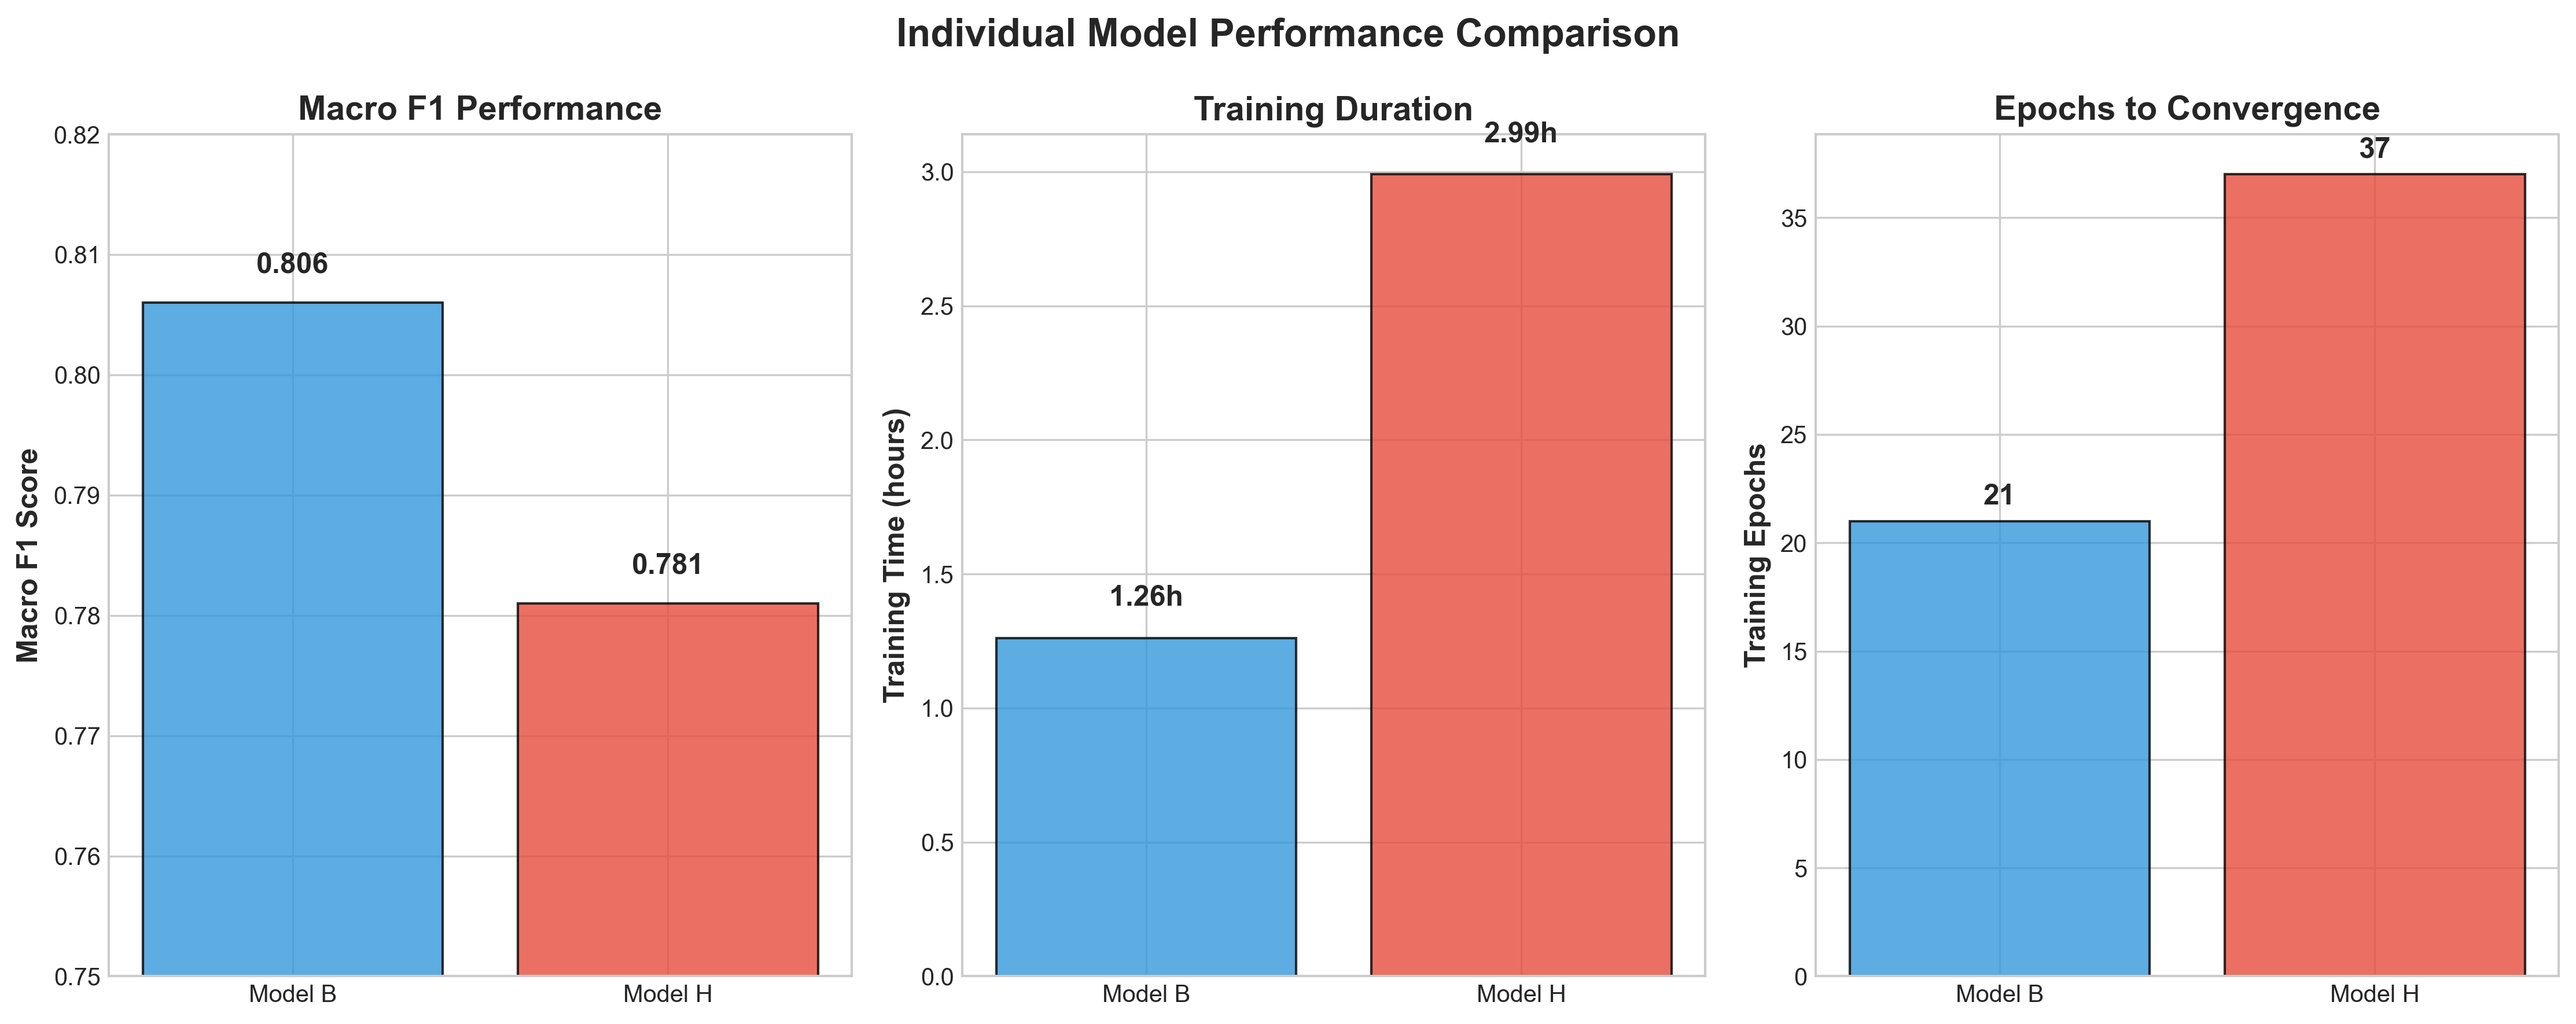 Individual Model Performance Comparison
Macro F1 Performance
Macro F1 Score
0.82
0.81
0.80
0.79
0.78
0.77
0.76
0.75
0.806
0.781
Model B
Model H
Training Duration
Training Time (hours)
3.0
2.5
2.0
1.5
1.0
0.5
0.0
1.26h
2.99h
Model B
Model H
Epochs to Convergence
Training Epochs
35
30
25
20
15
10
5
0
21
37
Model B
Model H